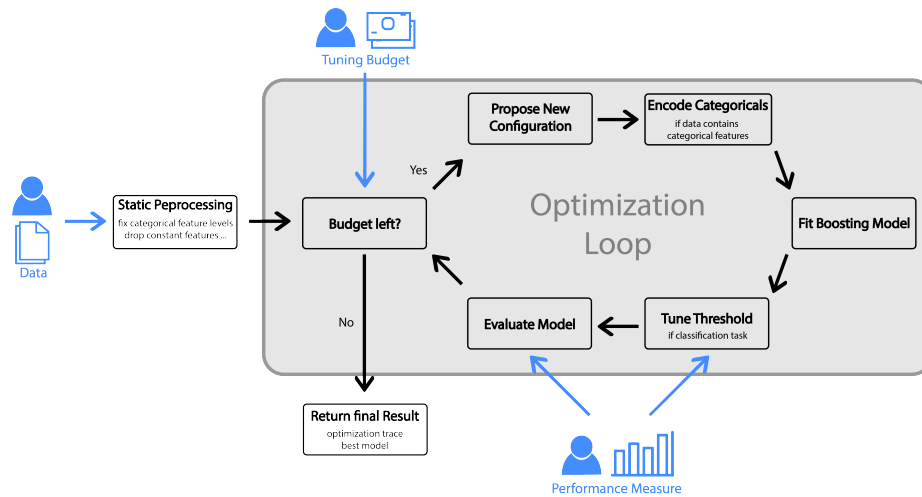 Tuning Budget
Propose New
Configuration
Encode Categoricals
if data contains
categorical features
Yes
Static Peprocessing
fix categorical feature levels
drop constant features ...
Budget left?
Optimization
Loop
Fit Boosting Model
Data
No
Evaluate Model
Tune Threshold
if classification task
Return final Result
optimization trace
best model
Performance Measure